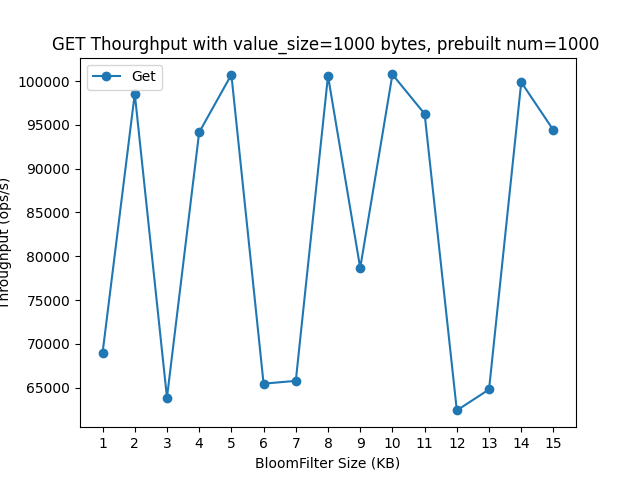 GET Thourghput with value_size=1000 bytes, prebuilt num=1000
Get
100000
95000
90000
85000
80000
75000
70000
65000
Throughput (ops/s)
1 2 3 4 5 6 7 8 9 10 11 12 13 14 15
BloomFilter Size (KB)